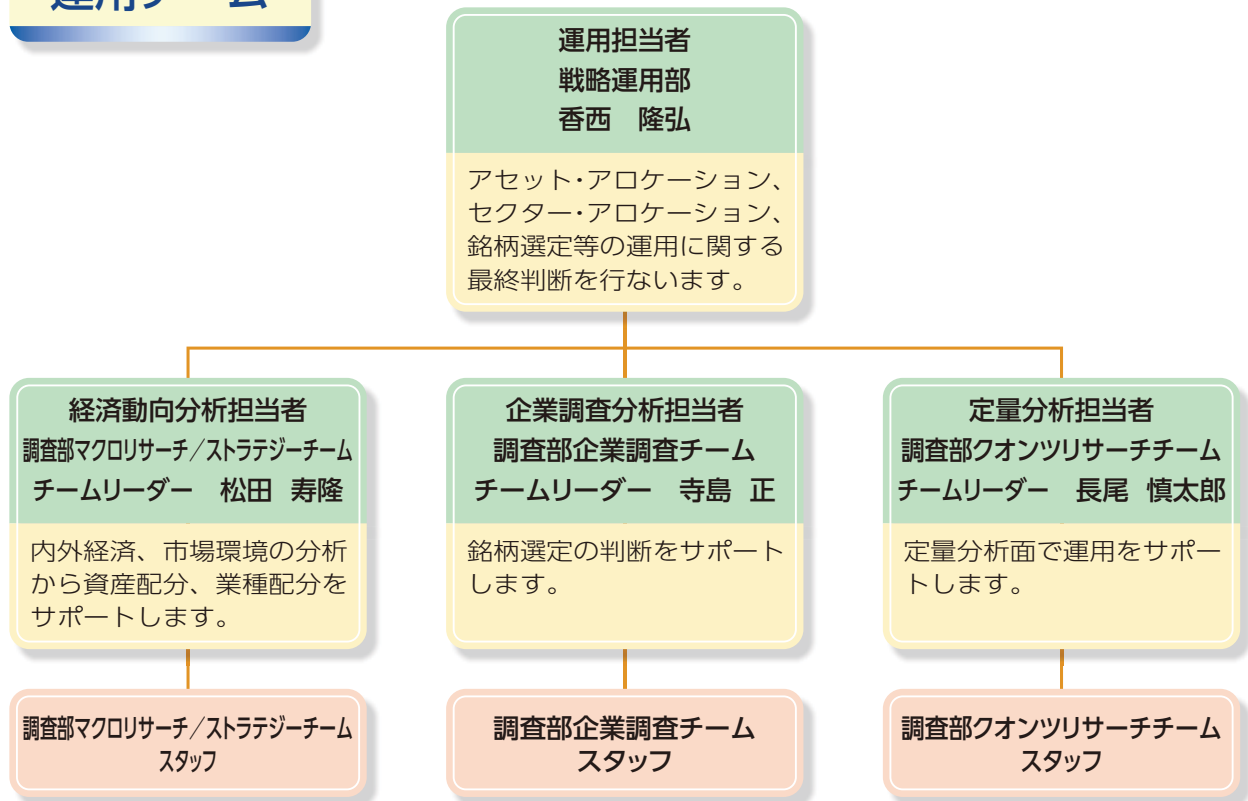 運用チーム
運用担当者
戦略運用部
香西　隆弘
アセット・アロケーション、
セクター・アロケーション、
銘柄選定等の運用に関する
最終判断を行ないます。
経済動向分析担当者
調査部マクロリサーチ／ストラテジーチーム
チームリーダー　松田 寿隆
内外経済、市場環境の分析
から資産配分、業種配分を
サポートします。
企業調査分析担当者
調査部企業調査チーム
チームリーダー　寺島 正
銘柄選定の判断をサポート
します。
定量分析担当者
調査部クオンツリサーチチーム
チームリーダー　長尾 慎太郎
定量分析面で運用をサポー
トします。
調査部マクロリサーチ／ストラテジーチーム
スタッフ
調査部企業調査チーム
スタッフ
調査部クオンツリサーチチーム
スタッフ